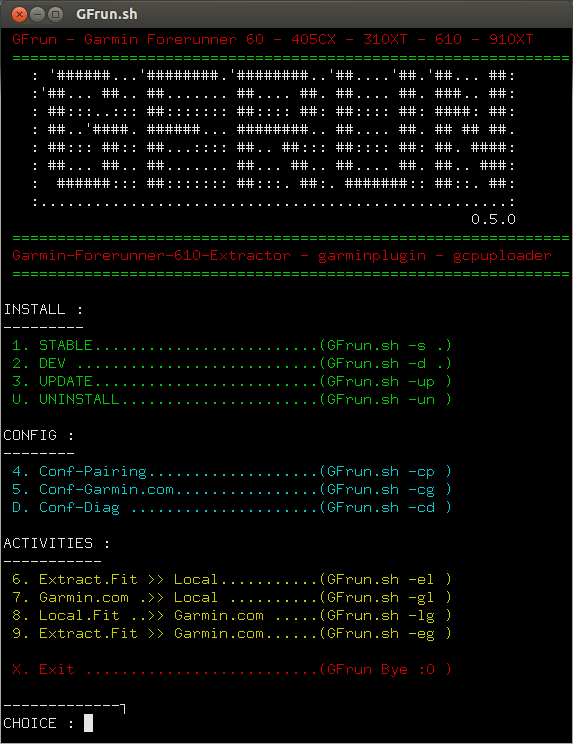 GFrun.sh
GFrun - Garmin Forerunner 60 - 405CX - 310XT - 610 - 910XT
===============================================================
: '######...'########.'########..'##....'##.'##... ##:
:'##... ##.. ##....... ##.... ##. ##.... ##. ###.. ##:
: ##:::..::: ##::::::: ##:::: ##: ##:::: ##: ####: ##:
: ##..'####. ######... ########.. ##.... ##. ## ## ##.
: ##::: ##:: ##...:::: ##.. ##::: ##:::: ##: ##. ####:
: ##... ##.. ##....... ##... ##.. ##.... ##. ##.. ###:
:  ######::: ##::::::: ##:::. ##:. #######:: ##::. ##:
:....................................................:
0.5.0
===============================================================
Garmin-Forerunner-610-Extractor - garminplugin - gcpuploader
===============================================================
INSTALL :
---------
1. STABLE.........................(GFrun.sh -s .)
2. DEV ...........................(GFrun.sh -d .)
3. UPDATE.........................(GFrun.sh -up )
U. UNINSTALL......................(GFrun.sh -un )
CONFIG :
--------
4. Conf-Pairing...................(GFrun.sh -cp )
5. Conf-Garmin.com................(GFrun.sh -cg )
D. Conf-Diag .....................(GFrun.sh -cd )
ACTIVITIES :
-----------
6. Extract.Fit >> Local...........(GFrun.sh -el )
7. Garmin.com .>> Local ..........(GFrun.sh -gl )
8. Local.Fit ..>> Garmin.com .....(GFrun.sh -lg )
9. Extract.Fit >> Garmin.com......(GFrun.sh -eg )
X. Exit ..........................(GFrun Bye :O )
-------------┐
CHOICE :